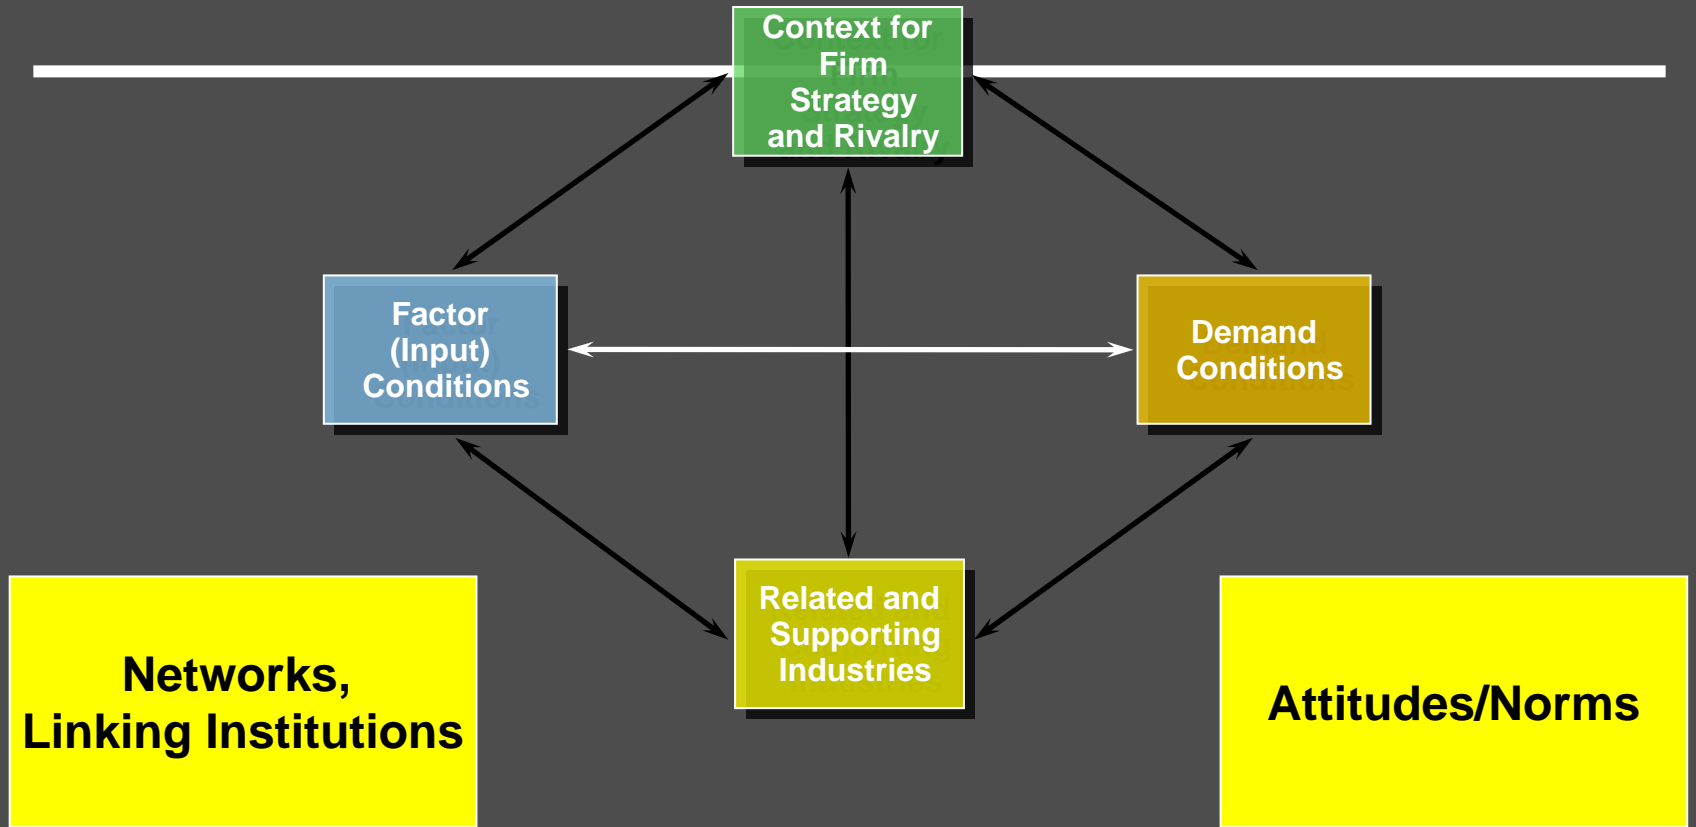 Context for
Firm
Strategy
and Rivalry
Factor
(Input)
Conditions
Demand
Conditions
Related and
Supporting
Industries
Networks,
Linking Institutions
Attitudes/Norms